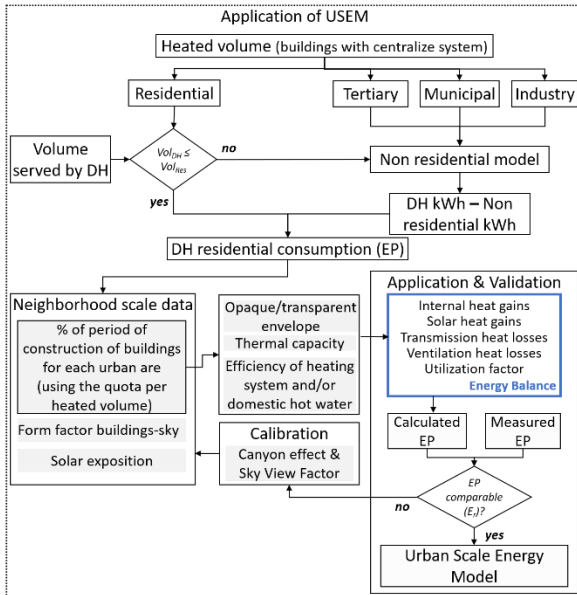 Application of USEM
Heated volume (buildings with centralize system)
Residential
Tertiary
Municipal
Industry
Volume
served by DH
Vol_DH ≤
Vol_Res
no
yes
Non residential model
DH kWh – Non
residential kWh
DH residential consumption (EP)
Neighborhood scale data
% of period of
construction of buildings
for each urban are
(using the quota per
heated volume)
Form factor buildings-sky
Solar exposition
Opaque/transparent
envelope
Thermal capacity
Efficiency of heating
system and/or
domestic hot water
Calibration
Canyon effect &
Sky View Factor
Application & Validation
Internal heat gains
Solar heat gains
Transmission heat losses
Ventilation heat losses
Utilization factor
Energy Balance
Calculated
EP
Measured
EP
EP
comparable
(E_r)?
no
yes
Urban Scale Energy
Model